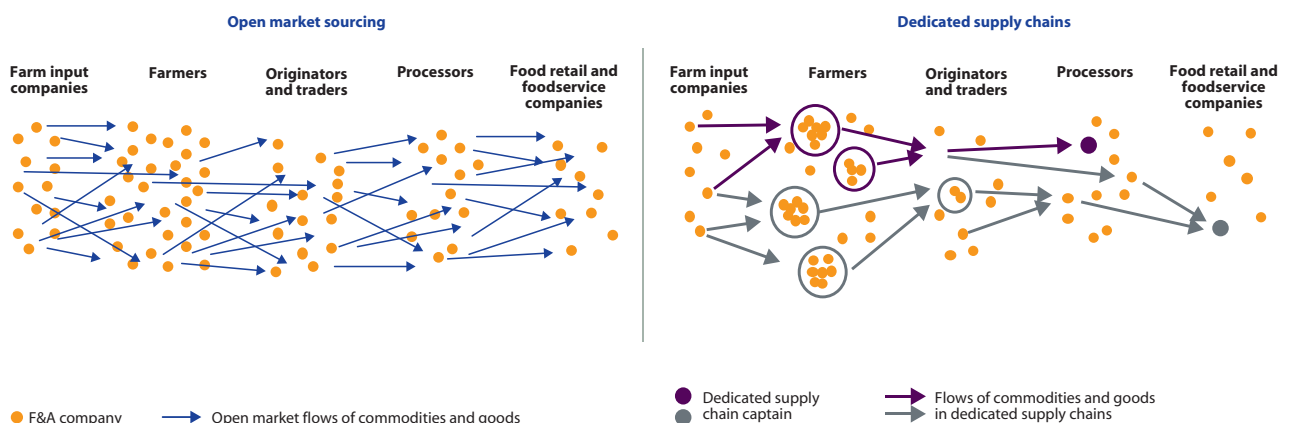 Open market sourcing
Farm input
companies
Farmers
Originators
and traders
Processors
Food retail and
foodservice
companies
F&A company
Open market flows of commodities and goods
Dedicated supply chains
Farm input
companies
Farmers
Originators
and traders
Processors
Food retail and
foodservice
companies
Dedicated supply
chain captain
Flows of commodities and goods
in dedicated supply chains